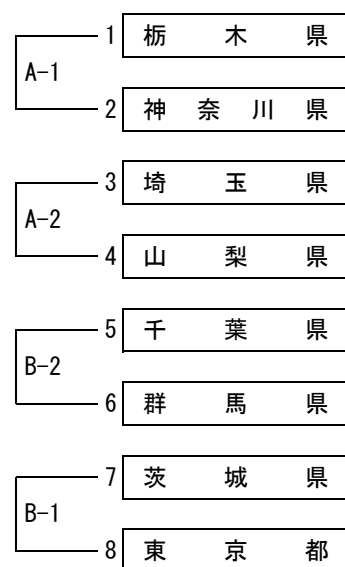 1 栃木県
A-1
2 神奈川県
3 埼玉県
A-2
4 山梨県
5 千葉県
B-2
6 群馬県
7 茨城県
B-1
8 東京都